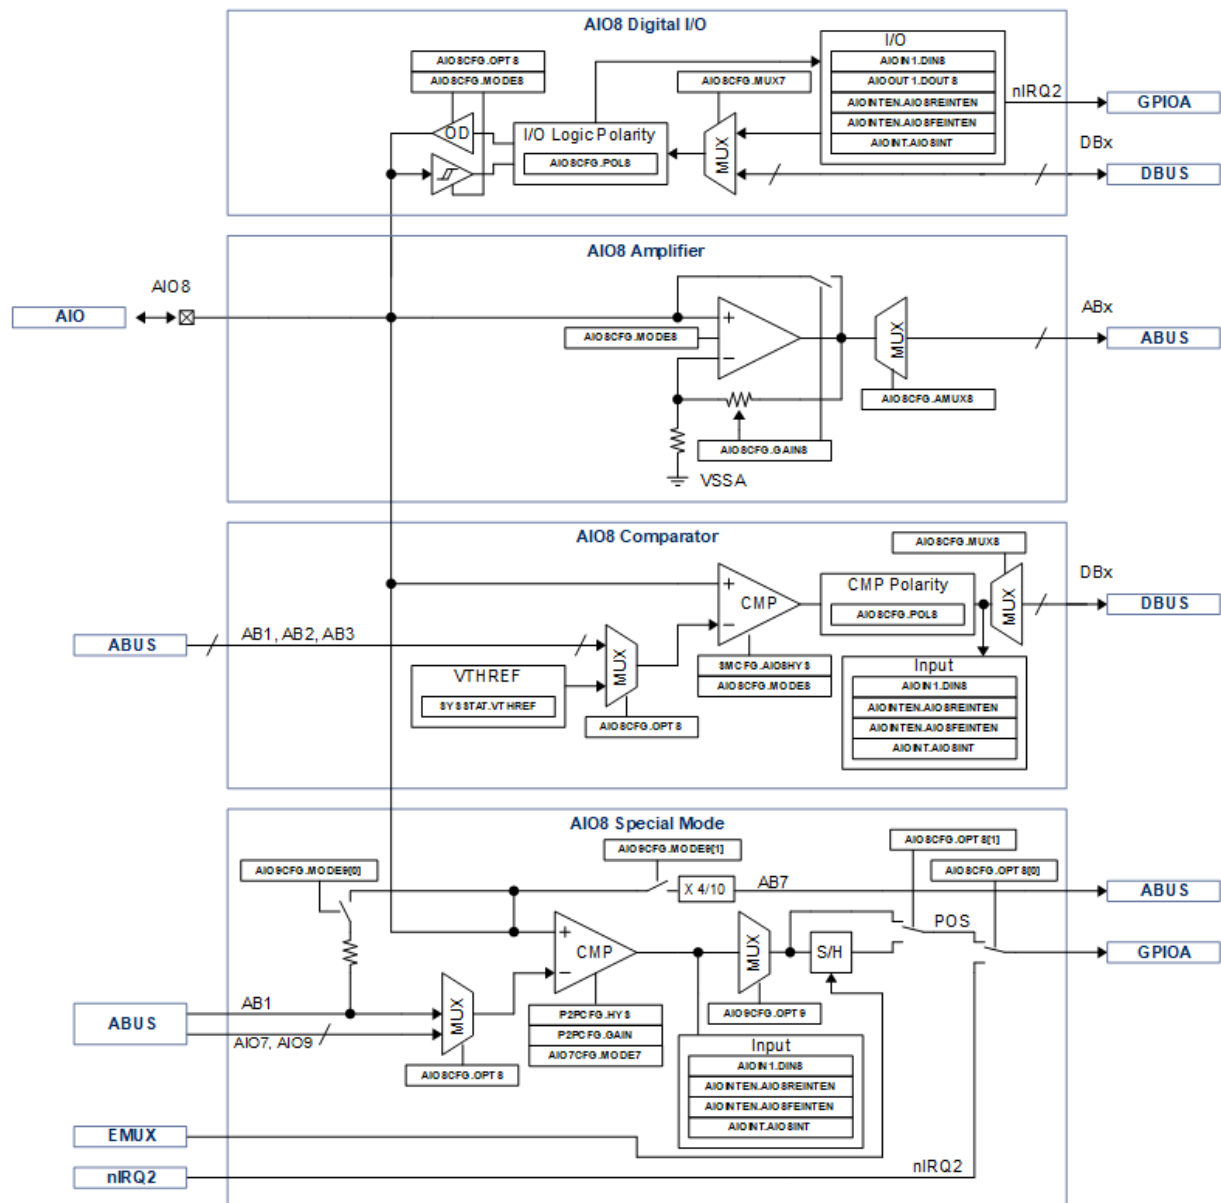 AIO8 Digital I/O
AIO8CFG.OPT8
AIO8CFG.MODE8
AIO8CFG.MUX7
I/O
AIOIN1.DIN8
AIOOUT1.DOUT8
AIOINTEN.AIO8REINTEN
AIOINTEN.AIO8FEINTEN
AIOINT.AIO8INT
nIRQ2
GPIOA
OD
I/O Logic Polarity
AIO8CFG.POL8
MUX
DBx
DBUS
AIO8 Amplifier
AIO8
AIO
AIO8CFG.MODE8
+
−
MUX
ABx
ABUS
AIO8CFG.AMUX8
AIO8CFG.GAIN8
VSSA
AIO8 Comparator
AIO8CFG.MUX8
+
CMP
−
CMP Polarity
AIO8CFG.POL8
MUX
DBx
DBUS
ABUS
AB1, AB2, AB3
MUX
VTHREF
SYSSTAT.VTHREF
SMCFG.AIO8HYS
AIO8CFG.MODE8
AIO8CFG.OPT8
Input
AIOIN1.DIN8
AIOINTEN.AIO8REINTEN
AIOINTEN.AIO8FEINTEN
AIOINT.AIO8INT
AIO8 Special Mode
AIO9CFG.MODE9[0]
AIO9CFG.MODE9[1]
AIO8CFG.OPT8[1]
AIO8CFG.OPT8[0]
X 4/10
AB7
ABUS
+
CMP
−
MUX
S/H
POS
GPIOA
ABUS
AB1
AIO7, AIO9
MUX
AIO8CFG.OPT8
P2PCFG.HYS
P2PCFG.GAIN
AIO7CFG.MODE7
AIO9CFG.OPT9
Input
AIOIN1.DIN8
AIOINTEN.AIO8REINTEN
AIOINTEN.AIO8FEINTEN
AIOINT.AIO8INT
EMUX
nIRQ2
nIRQ2